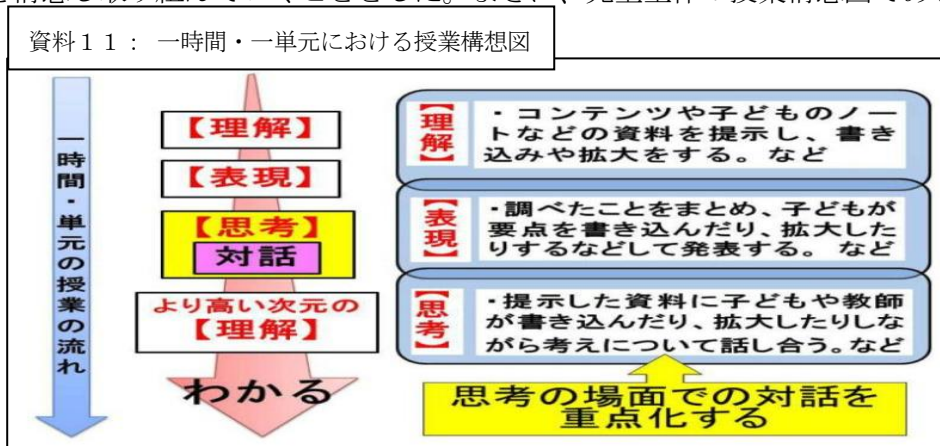 資料１１： 一時間・一単元における授業構想図
一時間・単元の授業の流れ
【理解】
【表現】
【思考】
対話
より高い次元の
【理解】
わかる
【理解】
・コンテンツや子どものノー
トなどの資料を提示し、書き
込みや拡大をする。など
【表現】
・調べたことをまとめ、子どもが
要点を書き込んだり、拡大した
りするなどして発表する。など
【思考】
・提示した資料に子どもや教師
が書き込んだり、拡大したりしな
がら考えについて話し合う。など
思考の場面での対話を
重点化する